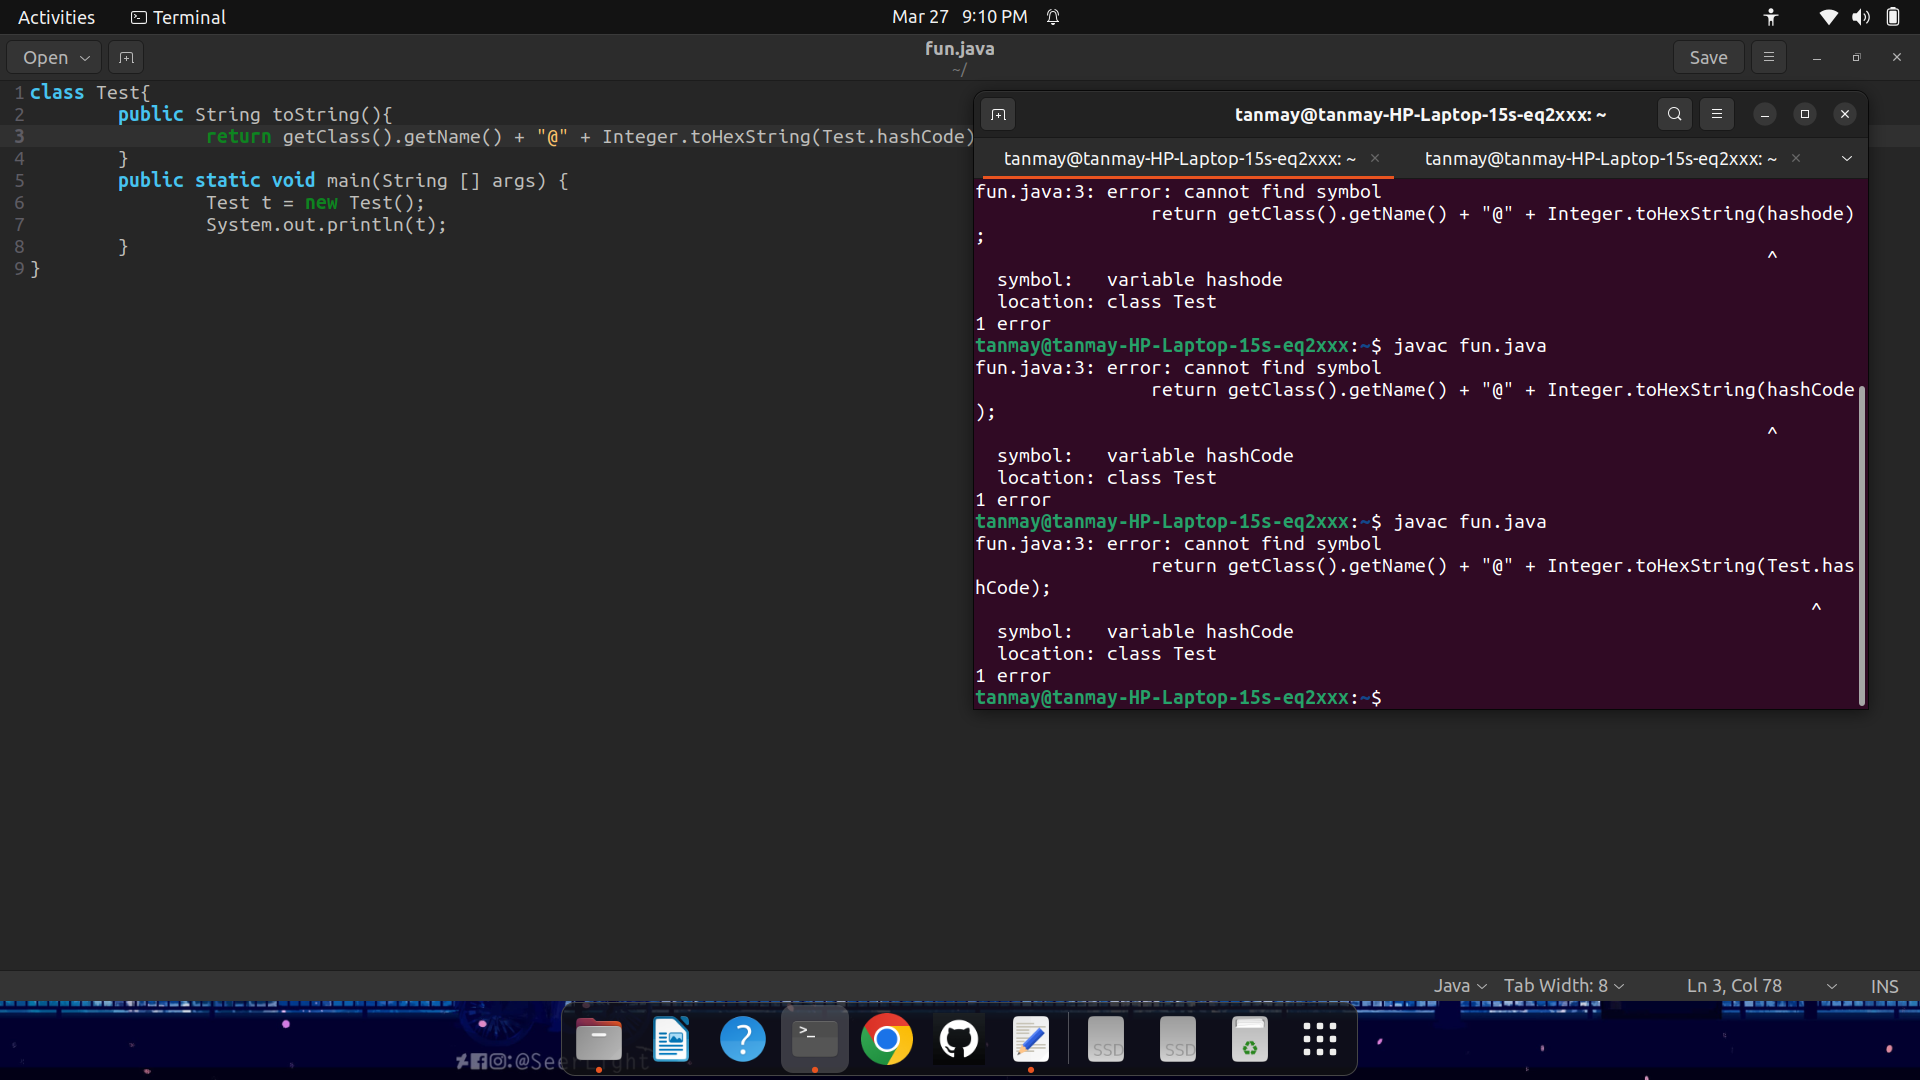 Activities Terminal Mar 27 9:10 PM
Open fun.java Save
~/
1 class Test{
2 public String toString(){
3 return getClass().getName() + "@" + Integer.toHexString(Test.hashCode)
4 }
5 public static void main(String [] args) {
6 Test t = new Test();
7 System.out.println(t);
8 }
9 }
tanmay@tanmay-HP-Laptop-15s-eq2xxx: ~
tanmay@tanmay-HP-Laptop-15s-eq2xxx: ~ × tanmay@tanmay-HP-Laptop-15s-eq2xxx: ~ ×
fun.java:3: error: cannot find symbol
return getClass().getName() + "@" + Integer.toHexString(hashode)
;
^
symbol: variable hashode
location: class Test
1 error
tanmay@tanmay-HP-Laptop-15s-eq2xxx:~$ javac fun.java
fun.java:3: error: cannot find symbol
return getClass().getName() + "@" + Integer.toHexString(hashCode
);
^
symbol: variable hashCode
location: class Test
1 error
tanmay@tanmay-HP-Laptop-15s-eq2xxx:~$ javac fun.java
fun.java:3: error: cannot find symbol
return getClass().getName() + "@" + Integer.toHexString(Test.has
hCode);
^
symbol: variable hashCode
location: class Test
1 error
tanmay@tanmay-HP-Laptop-15s-eq2xxx:~$
Java Tab Width: 8 Ln 3, Col 78 INS
>_
?
SSD SSD
:@SeerLight